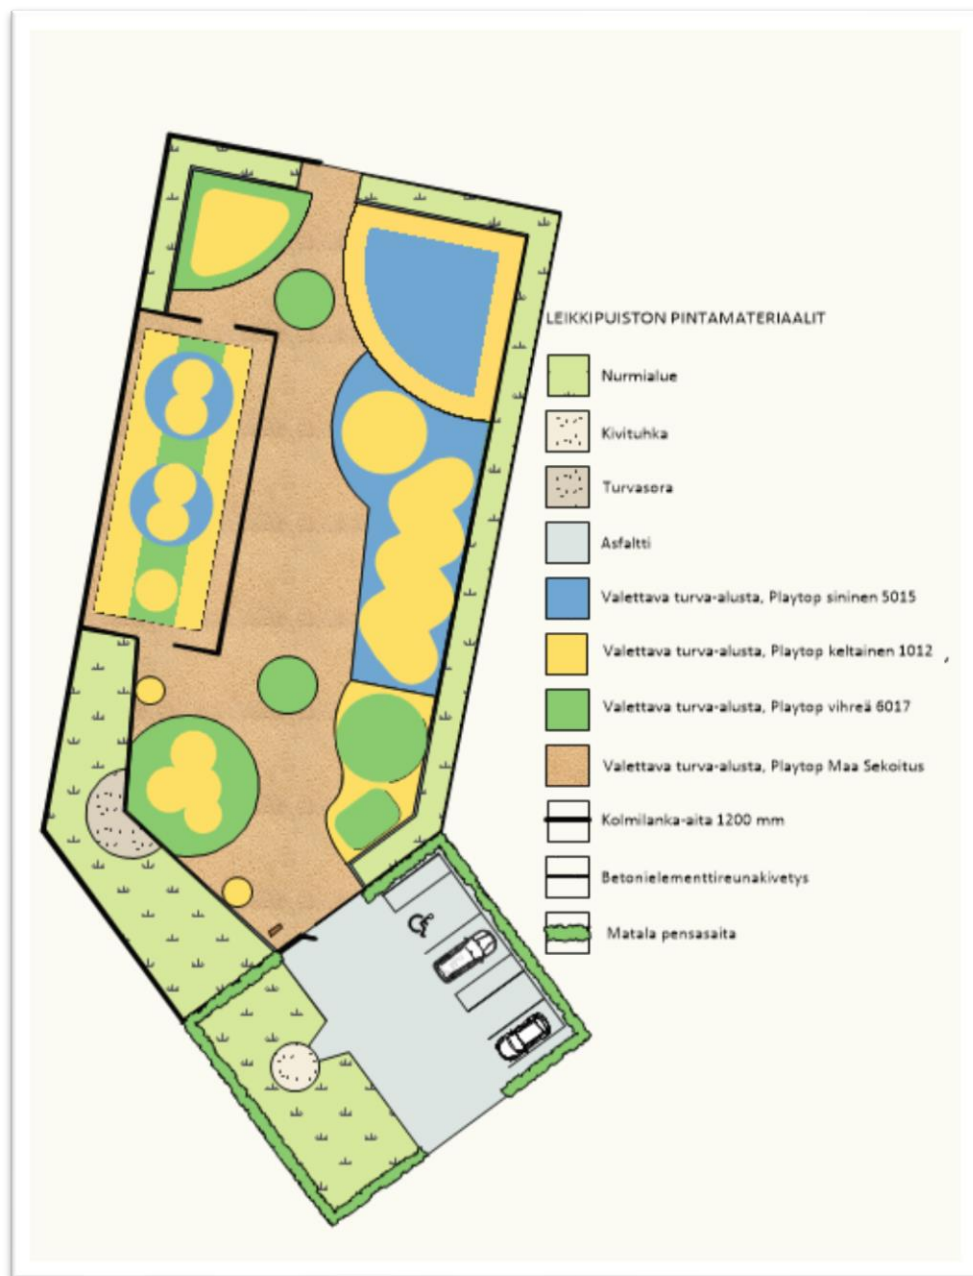 LEIKKIPUISTON PINTAMATERIAALIT
Nurmialue
Kivituhka
Turvasora
Asfaltti
Valettava turva-alusta, Playtop sininen 5015
Valettava turva-alusta, Playtop keltainen 1012 ,
Valettava turva-alusta, Playtop vihreä 6017
Valettava turva-alusta, Playtop Maa Sekoitus
Kolmilanka-aita 1200 mm
Betonielementtireunakivetys
Matala pensasaita